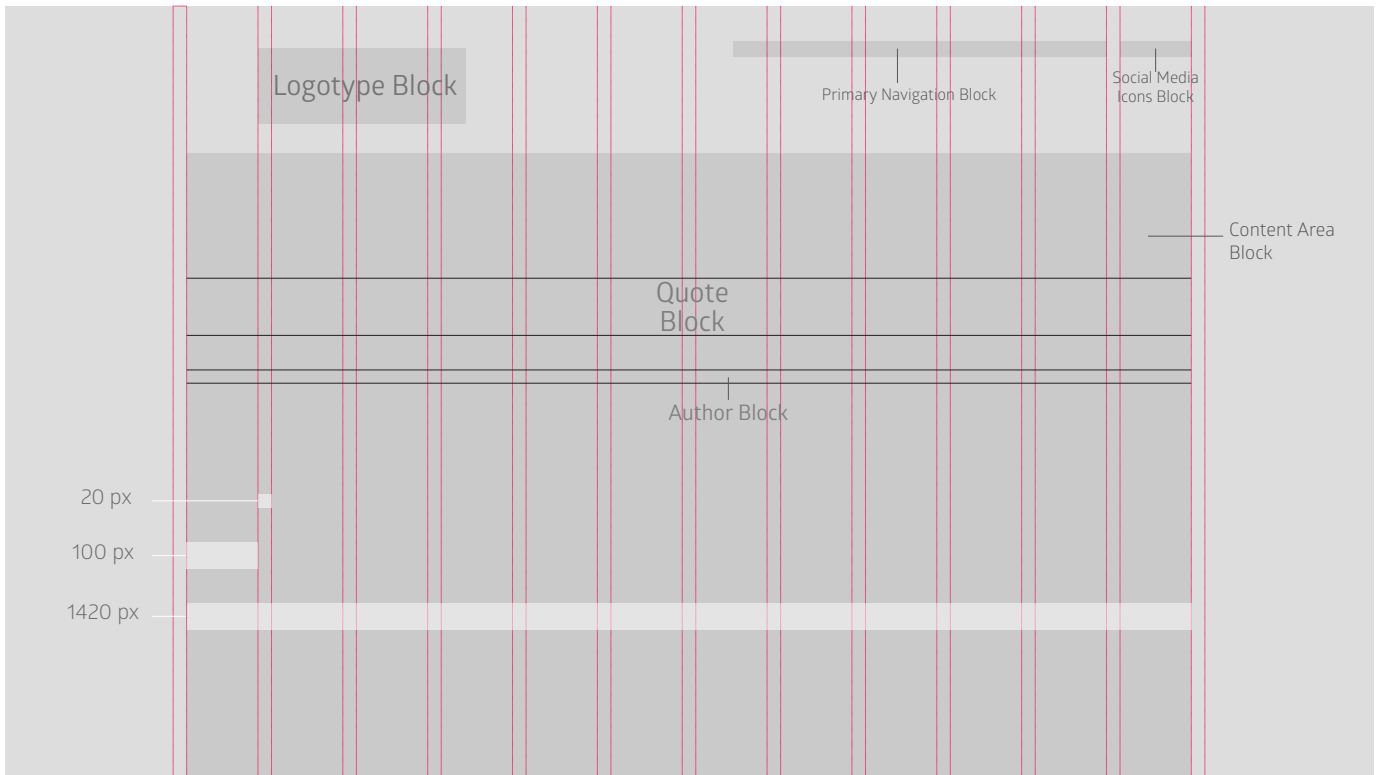 Logotype Block
Primary Navigation Block
Social Media
Icons Block
Content Area
Block
Quote
Block
Author Block
20 px
100 px
1420 px